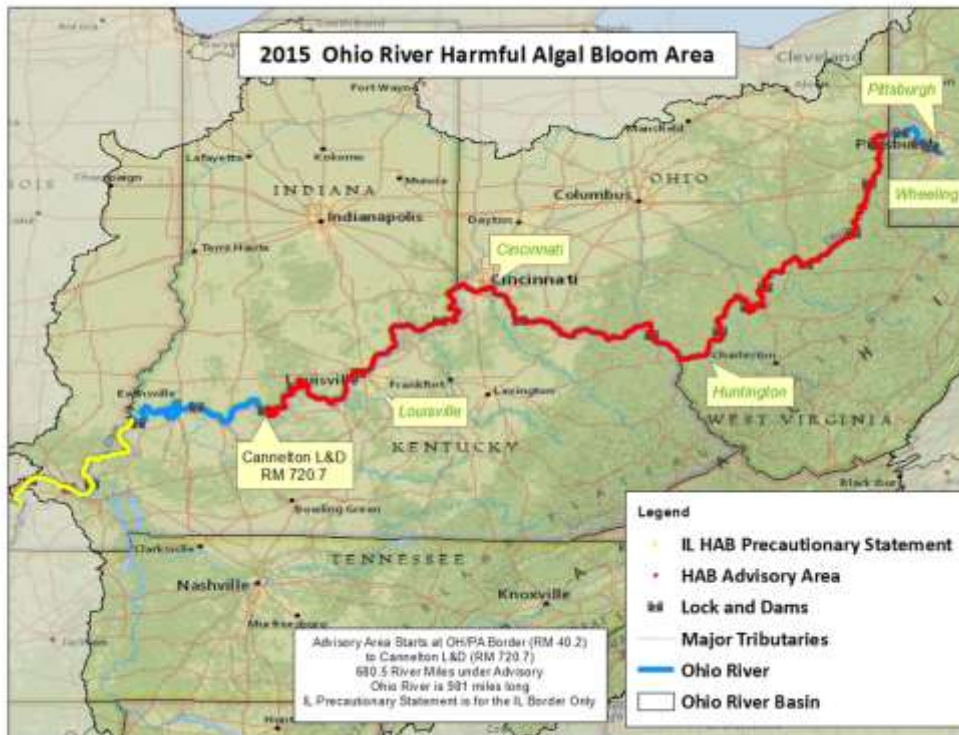 2015 Ohio River Harmful Algal Bloom Area
Cleveland
Fort Wayne
Pittsburgh
Mansfield
Lafayette
Kokomo
OHIO
Muncie
Columbus
Wheeling
INDIANA
Indianapolis
Dayton
Terre Haute
Cincinnati
Cincinnati
Charleston
Louisville
Frankfort
Lexington
Huntington
Evansville
Louisville
WEST VIRGINIA
KENTUCKY
Cannelton L&D
RM 720.7
Bowling Green
Clarksville
TENNESSEE
Nashville
Knoxville
Murfreesboro
Legend
IL HAB Precautionary Statement
HAB Advisory Area
Lock and Dams
Major Tributaries
Ohio River
Ohio River Basin
Advisory Area Starts at OH/PA Border (RM 40.2)
to Cannelton L&D (RM 720.7)
680.5 River Miles under Advisory
Ohio River is 981 miles long
IL Precautionary Statement is for the IL Border Only